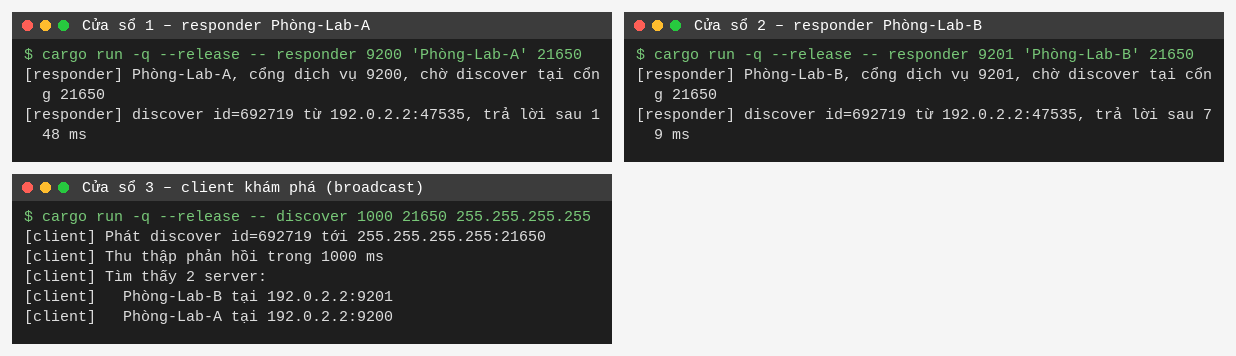 Cửa sổ 1 – responder Phòng-Lab-A
$ cargo run -q --release -- responder 9200 'Phòng-Lab-A' 21650
[responder] Phòng-Lab-A, cổng dịch vụ 9200, chờ discover tại cổn
g 21650
[responder] discover id=692719 từ 192.0.2.2:47535, trả lời sau 1
48 ms
Cửa sổ 2 – responder Phòng-Lab-B
$ cargo run -q --release -- responder 9201 'Phòng-Lab-B' 21650
[responder] Phòng-Lab-B, cổng dịch vụ 9201, chờ discover tại cổn
g 21650
[responder] discover id=692719 từ 192.0.2.2:47535, trả lời sau 7
9 ms
Cửa sổ 3 – client khám phá (broadcast)
$ cargo run -q --release -- discover 1000 21650 255.255.255.255
[client] Phát discover id=692719 tới 255.255.255.255:21650
[client] Thu thập phản hồi trong 1000 ms
[client] Tìm thấy 2 server:
[client]   Phòng-Lab-B tại 192.0.2.2:9201
[client]   Phòng-Lab-A tại 192.0.2.2:9200